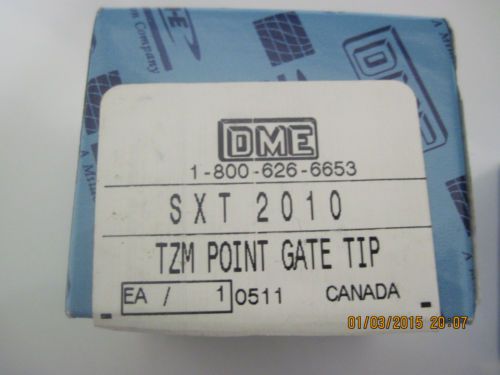 DME
1-800-626-6653
SXT 2010
TZM POINT GATE TIP
EA / 1 0511 CANADA
01/03/2015 20:07